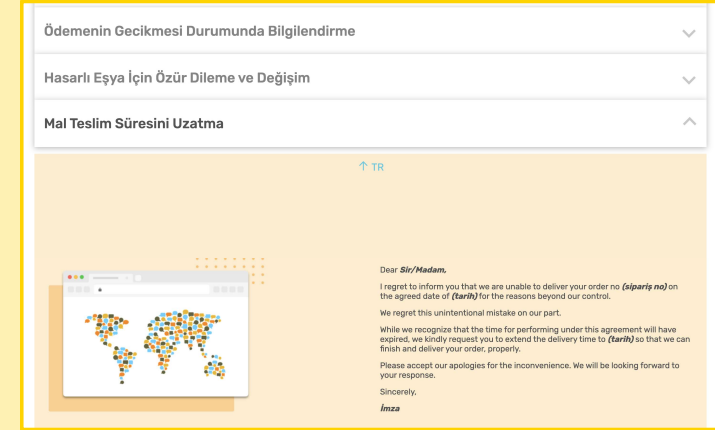 Ödemenin Gecikmesi Durumunda Bilgilendirme
Hasarlı Eşya İçin Özür Dileme ve Değişim
Mal Teslim Süresini Uzatma
↑ TR
Dear Sir/Madam,
I regret to inform you that we are unable to deliver your order no (sipariş no) on
the agreed date of (tarih) for the reasons beyond our control.
We regret this unintentional mistake on our part.
While we recognize that the time for performing under this agreement will have
expired, we kindly request you to extend the delivery time to (tarih) so that we can
finish and deliver your order, properly.
Please accept our apologies for the inconvenience. We will be looking forward to
your response.
Sincerely,
İmza